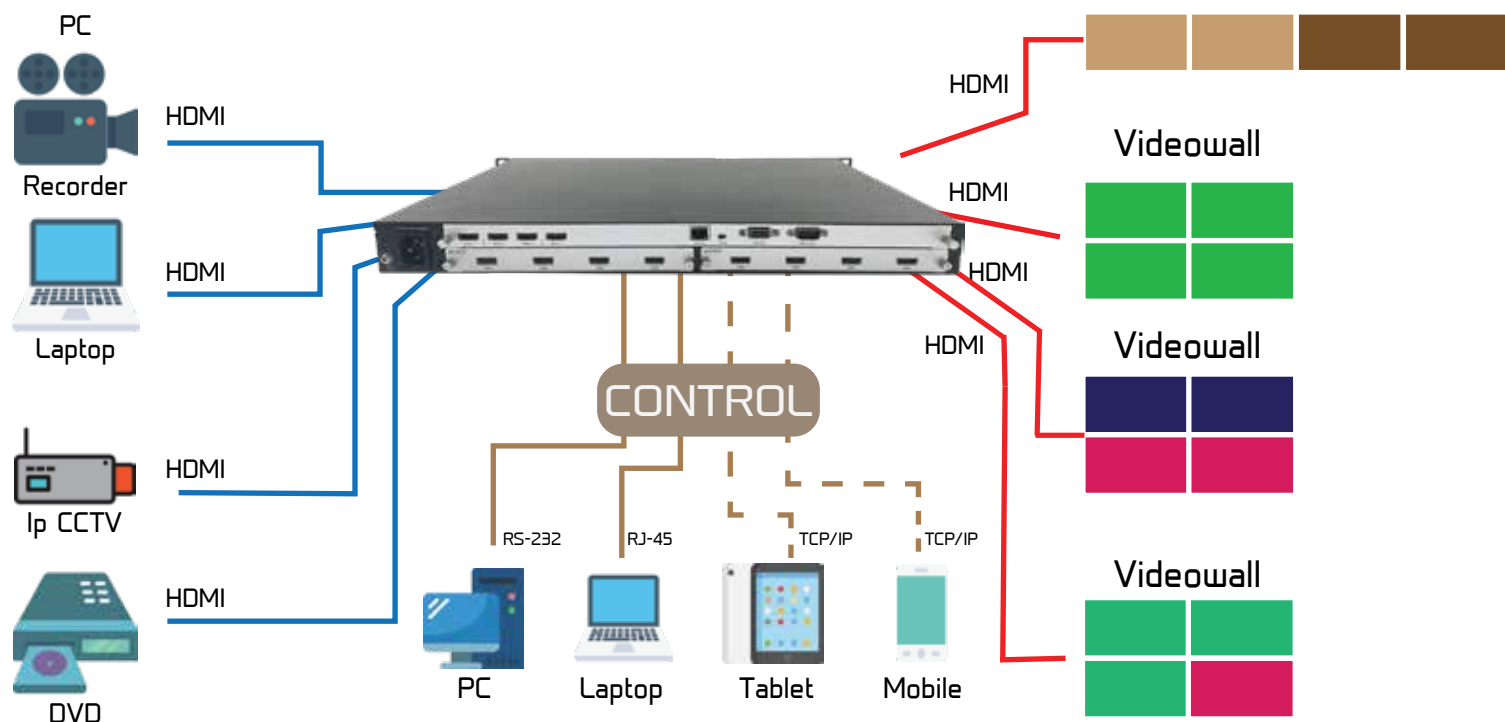 PC
HDMI
Recorder
HDMI
Laptop
HDMI
Ip CCTV
HDMI
DVD
CONTROL
RS-232
RJ-45
TCP/IP
TCP/IP
PC
Laptop
Tablet
Mobile
HDMI
HDMI
HDMI
HDMI
Videowall
Videowall
Videowall